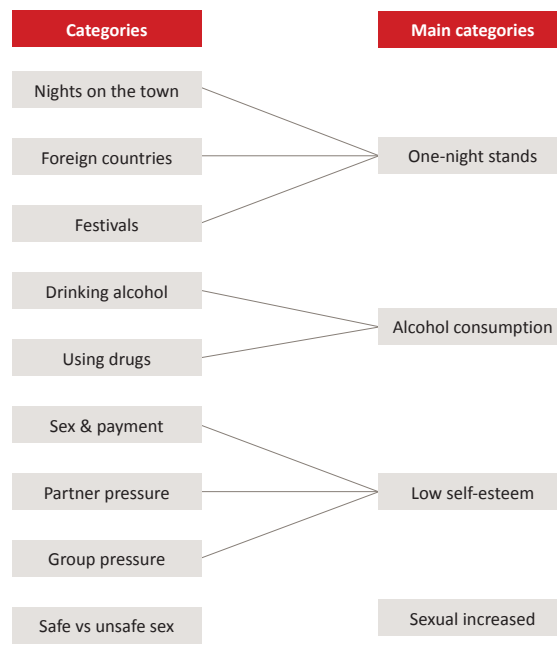 Categories
Main categories
Nights on the town
Foreign countries
One-night stands
Festivals
Drinking alcohol
Alcohol consumption
Using drugs
Sex & payment
Partner pressure
Low self-esteem
Group pressure
Safe vs unsafe sex
Sexual increased